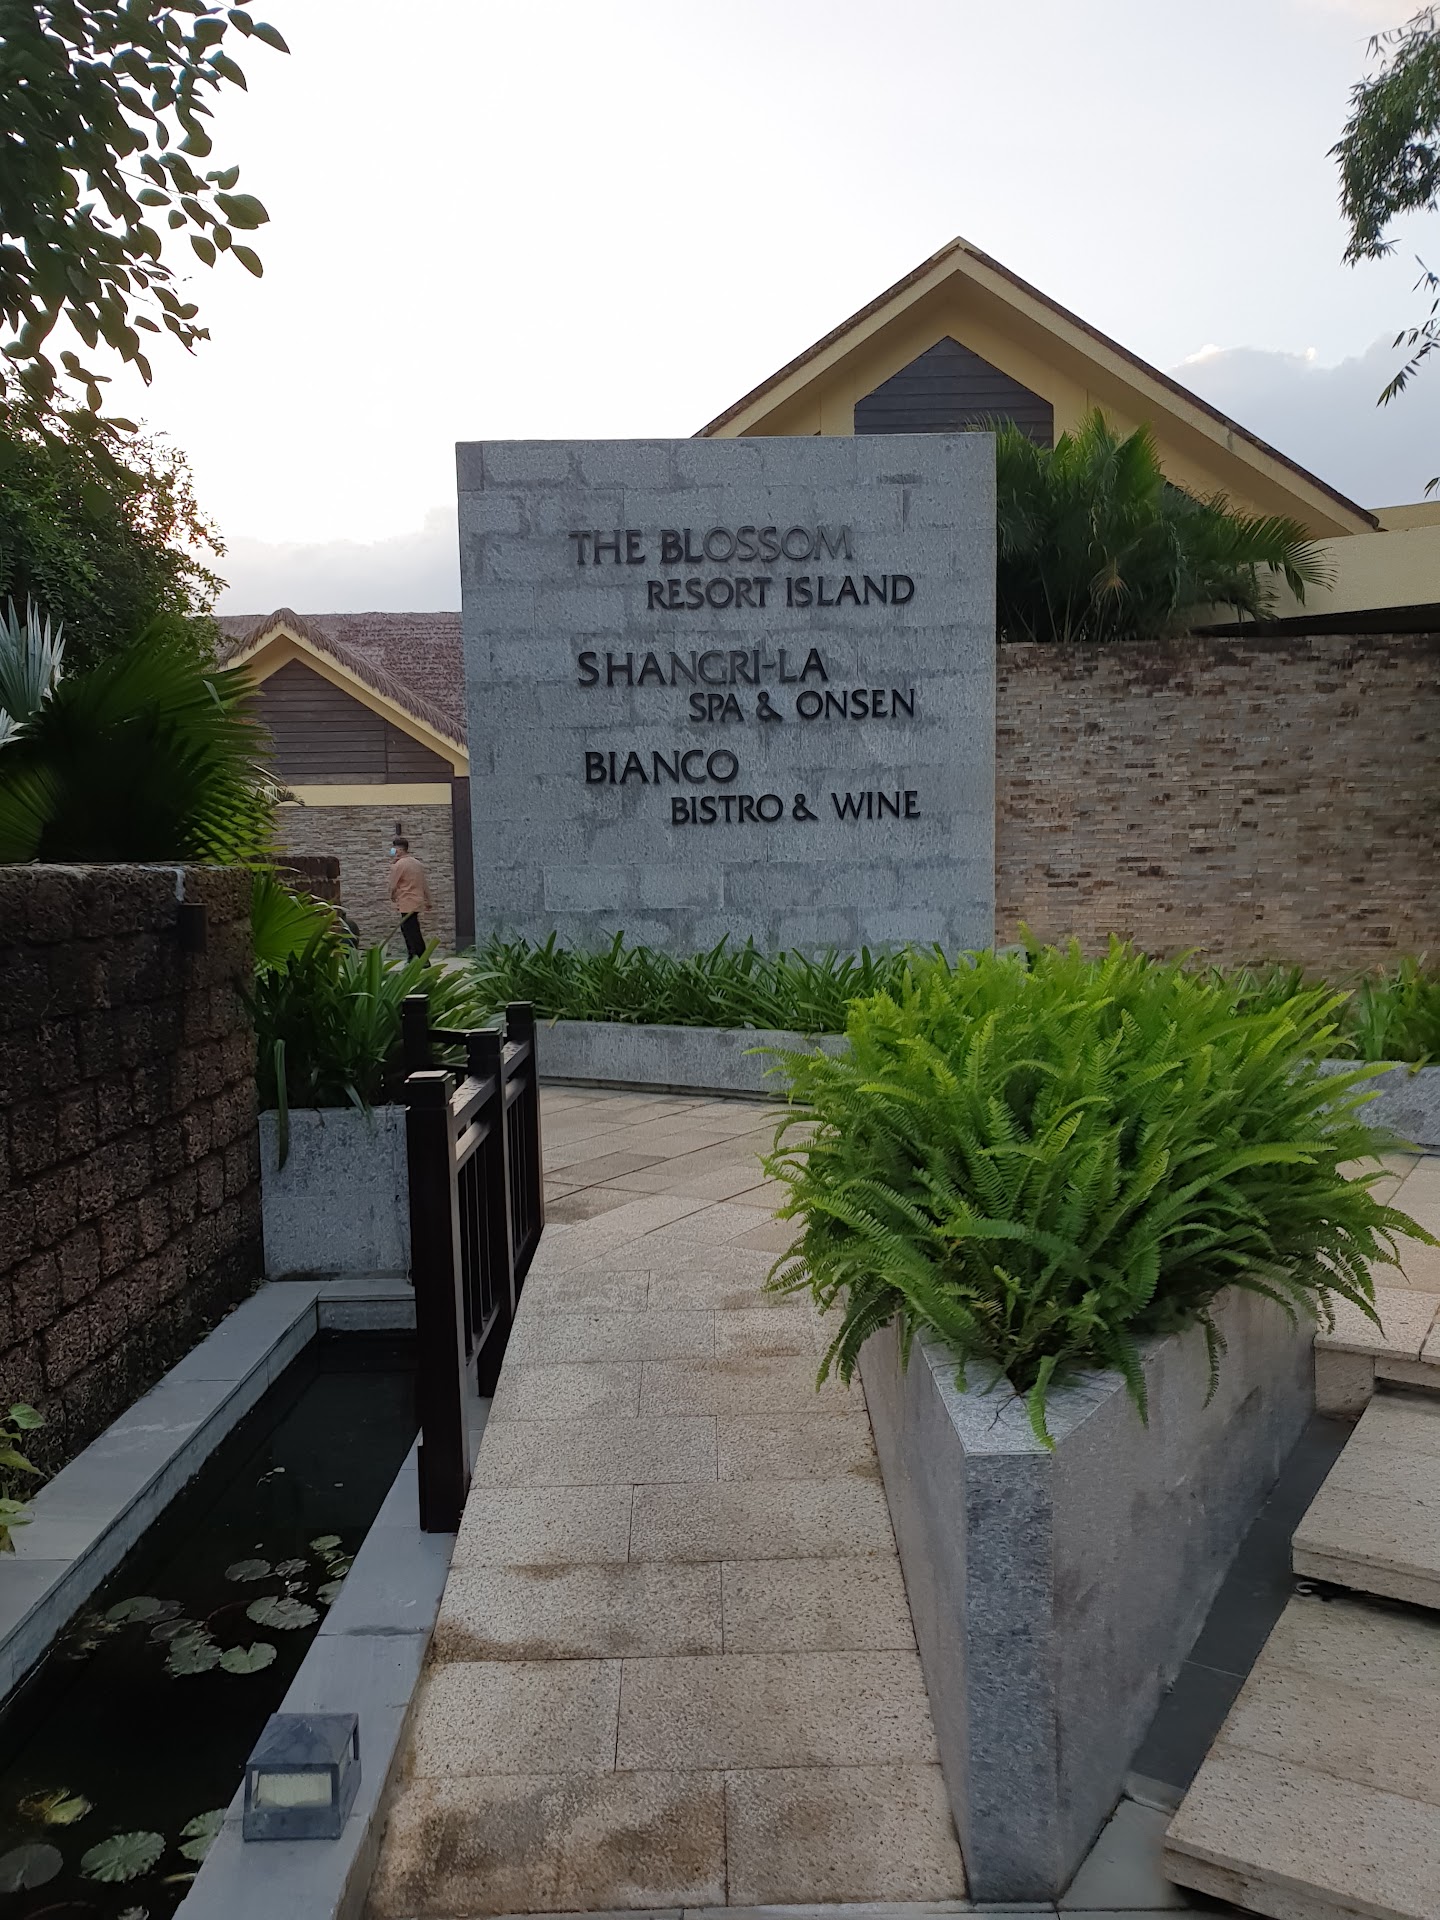 THE BLOSSOM
RESORT ISLAND
SHANGRI-LA
SPA & ONSEN
BIANCO
BISTRO & WINE